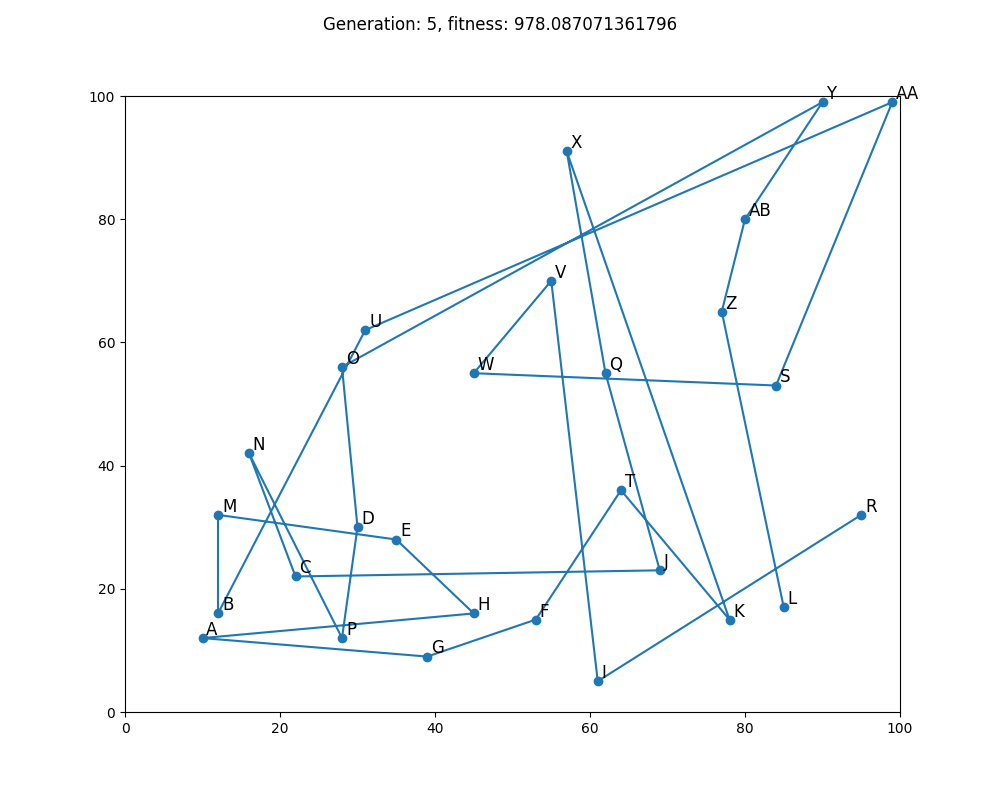 Generation: 5, fitness: 978.087071361796
100
Y
AA
X
80
AB
V
Z
U
60
O
W
Q
S
N
40
T
M
R
D
E
C
J
20
B
H
L
F
K
A
P
G
I
0
0 20 40 60 80 100